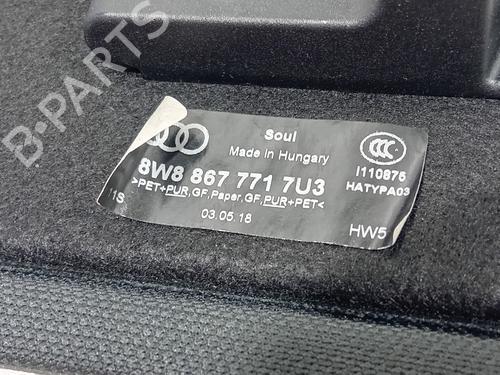 B-PARTS
Soul
Made in Hungary
8W8 867 771 7U3
>PET+PUR,GF,Paper,GF,PUR+PET<
1S
03.05.18
CCC
I110876
HATYPA03
HW5